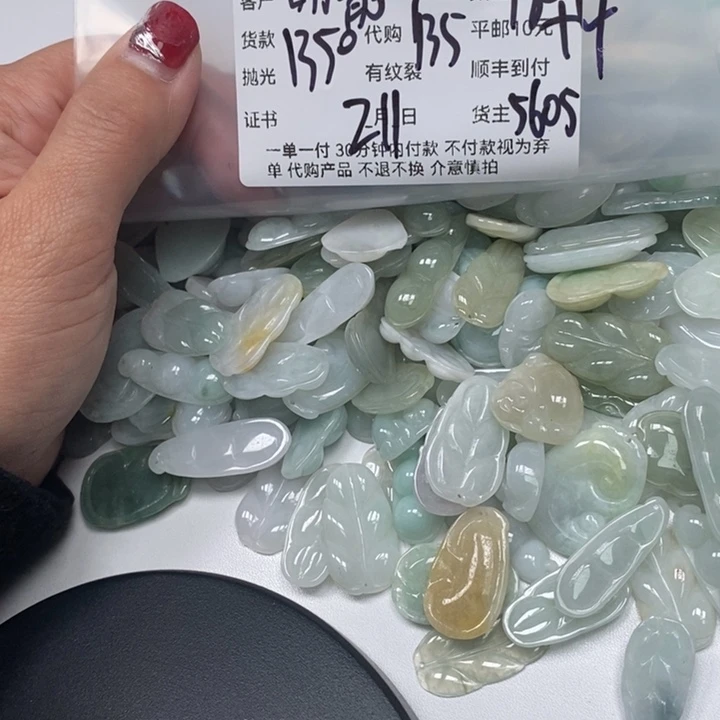 客户
货款 1350 代购 135 平邮10元
抛光 有纹裂 顺丰到付
证书 211 月 日 货主 5605
一单一付 30分钟内付款 不付款视为弃
单 代购产品 不退不换 介意慎拍